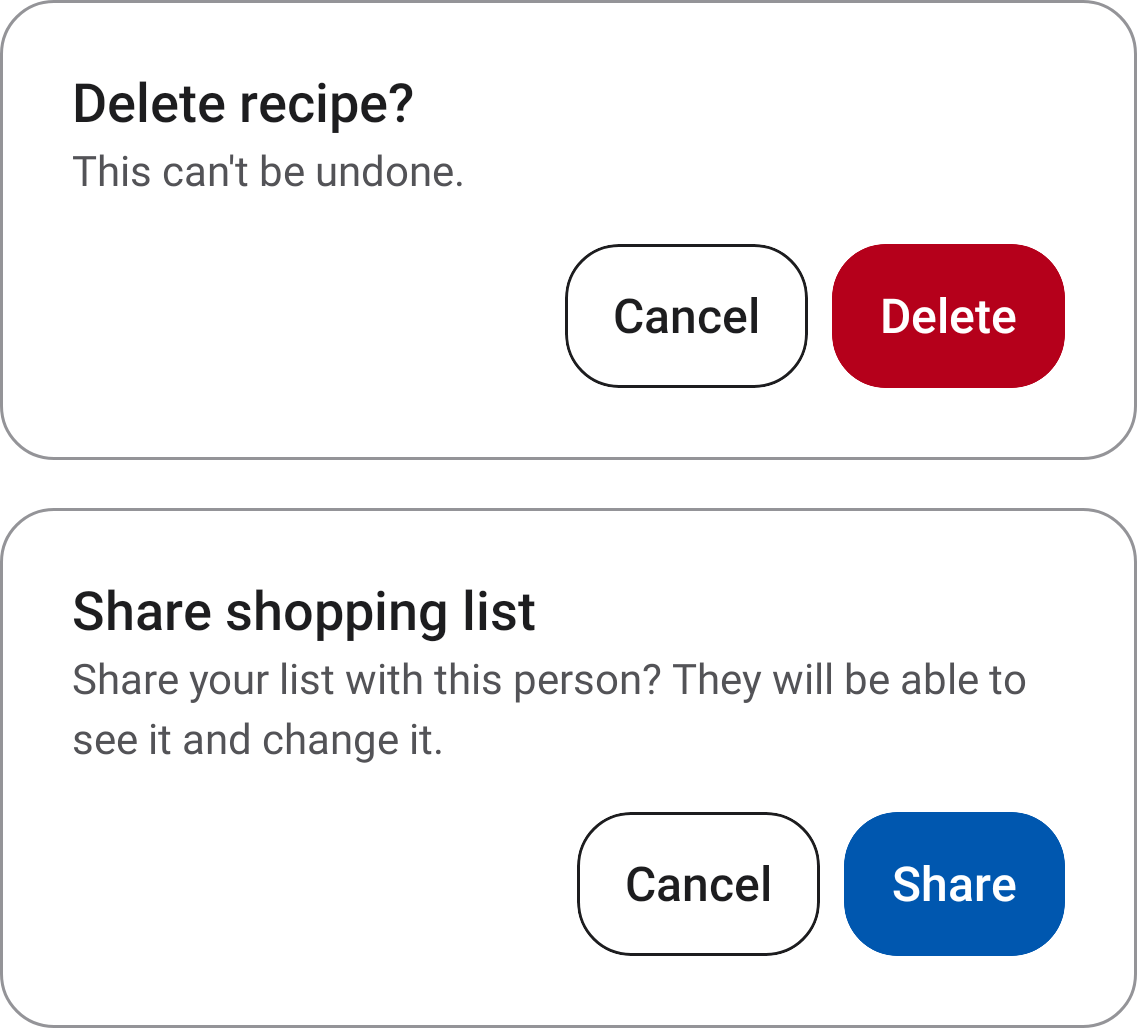 Delete recipe?
This can't be undone.
Cancel Delete
Share shopping list
Share your list with this person? They will be able to
see it and change it.
Cancel Share